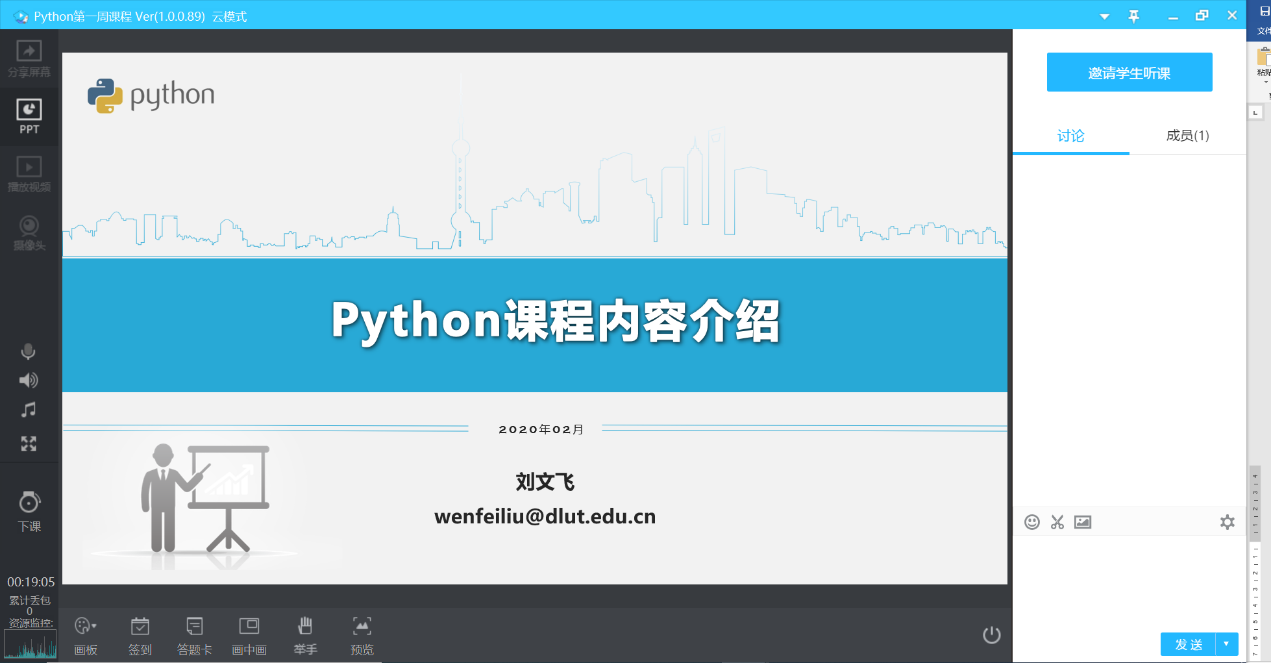 Python第一周课程 Ver(1.0.0.89) 云模式
文件
分享屏幕
PPT
播放视频
摄像头
下课
00:19:05
累计丢包
0
资源监控:
python
Python课程内容介绍
2020年02月
刘文飞
wenfeiliu@dlut.edu.cn
画板
签到
答题卡
画中画
举手
预览
邀请学生听课
讨论
成员(1)
发送
粘贴